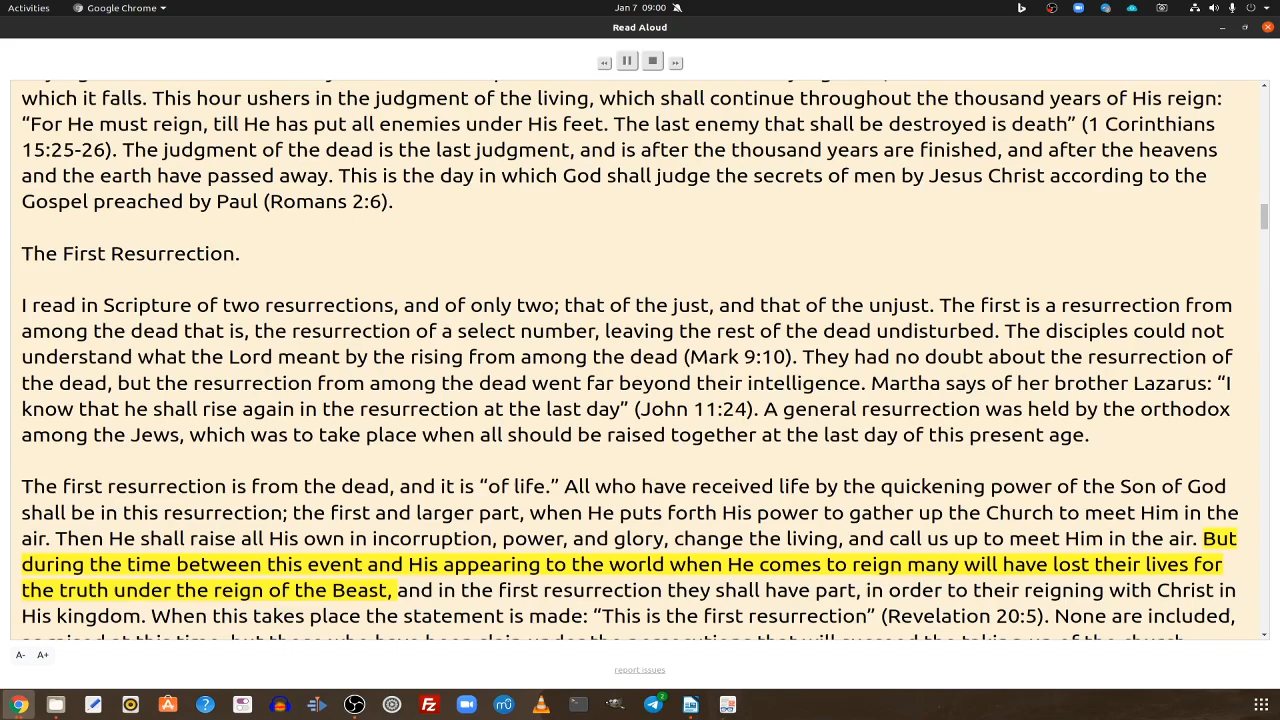 Activities
Google Chrome
Jan 7 09:00
Read Aloud
which it falls. This hour ushers in the judgment of the living, which shall continue throughout the thousand years of His reign:
“For He must reign, till He has put all enemies under His feet. The last enemy that shall be destroyed is death” (1 Corinthians
15:25-26). The judgment of the dead is the last judgment, and is after the thousand years are finished, and after the heavens
and the earth have passed away. This is the day in which God shall judge the secrets of men by Jesus Christ according to the
Gospel preached by Paul (Romans 2:6).
The First Resurrection.
I read in Scripture of two resurrections, and of only two; that of the just, and that of the unjust. The first is a resurrection from
among the dead that is, the resurrection of a select number, leaving the rest of the dead undisturbed. The disciples could not
understand what the Lord meant by the rising from among the dead (Mark 9:10). They had no doubt about the resurrection of
the dead, but the resurrection from among the dead went far beyond their intelligence. Martha says of her brother Lazarus: “I
know that he shall rise again in the resurrection at the last day” (John 11:24). A general resurrection was held by the orthodox
among the Jews, which was to take place when all should be raised together at the last day of this present age.
The first resurrection is from the dead, and it is “of life.” All who have received life by the quickening power of the Son of God
shall be in this resurrection; the first and larger part, when He puts forth His power to gather up the Church to meet Him in the
air. Then He shall raise all His own in incorruption, power, and glory, change the living, and call us up to meet Him in the air. But
during the time between this event and His appearing to the world when He comes to reign many will have lost their lives for
the truth under the reign of the Beast, and in the first resurrection they shall have part, in order to their reigning with Christ in
His kingdom. When this takes place the statement is made: “This is the first resurrection” (Revelation 20:5). None are included,
A- A+
report issues
2